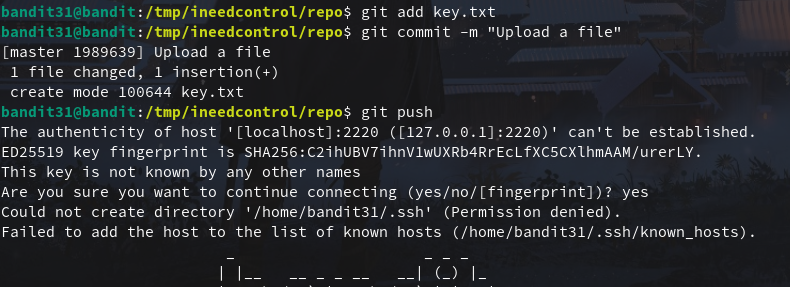 bandit31@bandit:/tmp/ineedcontrol/repo$ git add key.txt
bandit31@bandit:/tmp/ineedcontrol/repo$ git commit -m "Upload a file"
[master 1989639] Upload a file
 1 file changed, 1 insertion(+)
 create mode 100644 key.txt
bandit31@bandit:/tmp/ineedcontrol/repo$ git push
The authenticity of host '[localhost]:2220 ([127.0.0.1]:2220)' can't be established.
ED25519 key fingerprint is SHA256:C2ihUBV7ihnV1wUXRb4RrEcLfXC5CXlhmAAM/urerLY.
This key is not known by any other names
Are you sure you want to continue connecting (yes/no/[fingerprint])? yes
Could not create directory '/home/bandit31/.ssh' (Permission denied).
Failed to add the host to the list of known hosts (/home/bandit31/.ssh/known_hosts).